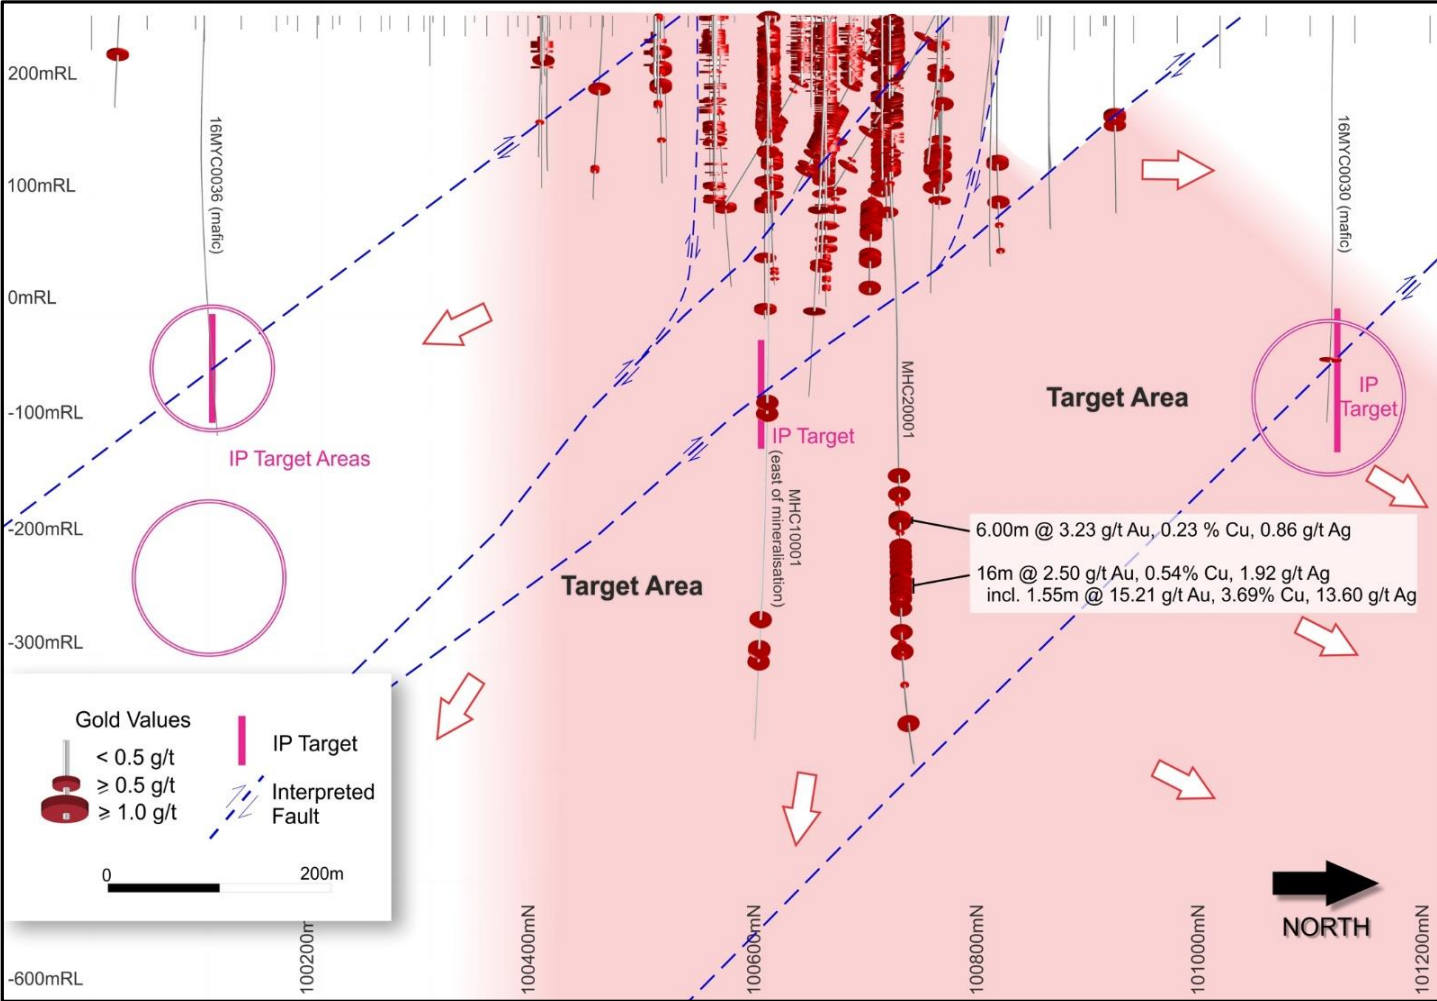 200mRL
100mRL
0mRL
-100mRL
-200mRL
-300mRL
-600mRL
16MYC0036 (mafic)
16MYC0030 (mafic)
MHC20001
MHC10001
(east of mineralisation)
IP Target Areas
IP Target
IP
Target
Target Area
Target Area
6.00m @ 3.23 g/t Au, 0.23 % Cu, 0.86 g/t Ag
16m @ 2.50 g/t Au, 0.54% Cu, 1.92 g/t Ag
incl. 1.55m @ 15.21 g/t Au, 3.69% Cu, 13.60 g/t Ag
Gold Values
< 0.5 g/t
≥ 0.5 g/t
≥ 1.0 g/t
IP Target
Interpreted
Fault
0 200m
100200m
100400mN
100600mN
100800mN
101000mN
101200mN
NORTH